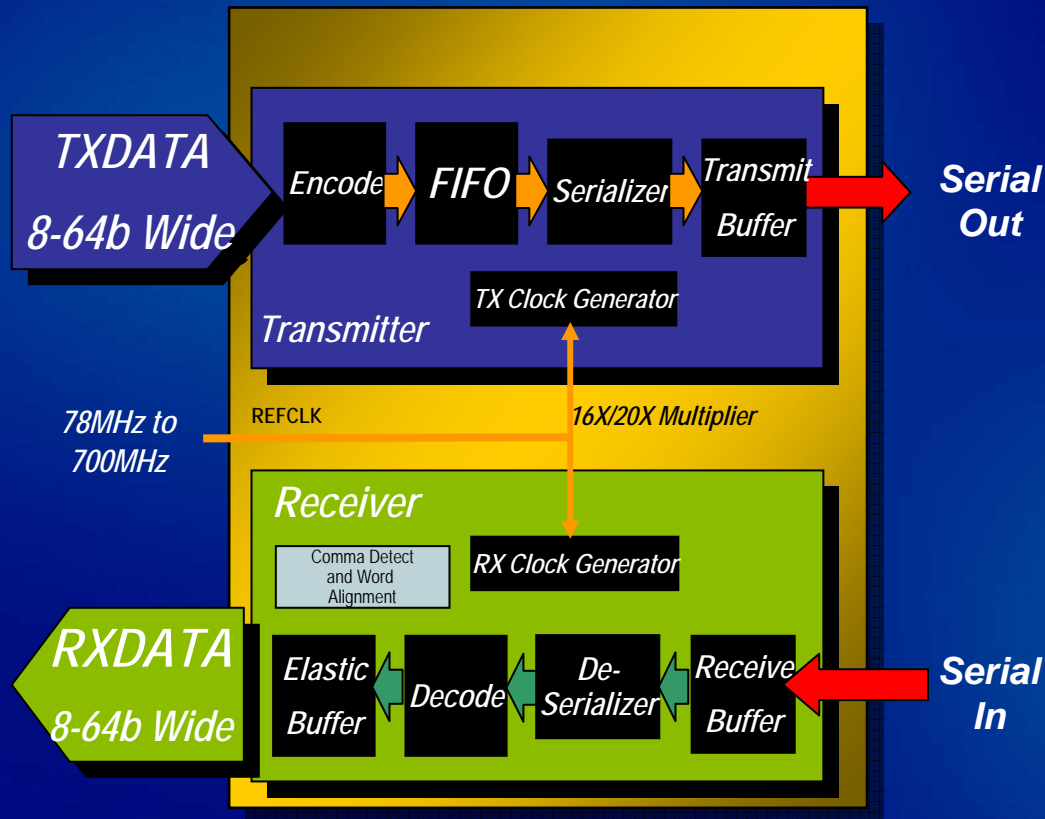 TXDATA
8-64b Wide
Encode
FIFO
Serializer
Transmit
Buffer
Serial
Out
TX Clock Generator
Transmitter
78MHz to
700MHz
REFCLK
16X/20X Multiplier
Receiver
Comma Detect
and Word
Alignment
RX Clock Generator
RXDATA
8-64b Wide
Elastic
Buffer
Decode
De-
Serializer
Receive
Buffer
Serial
In